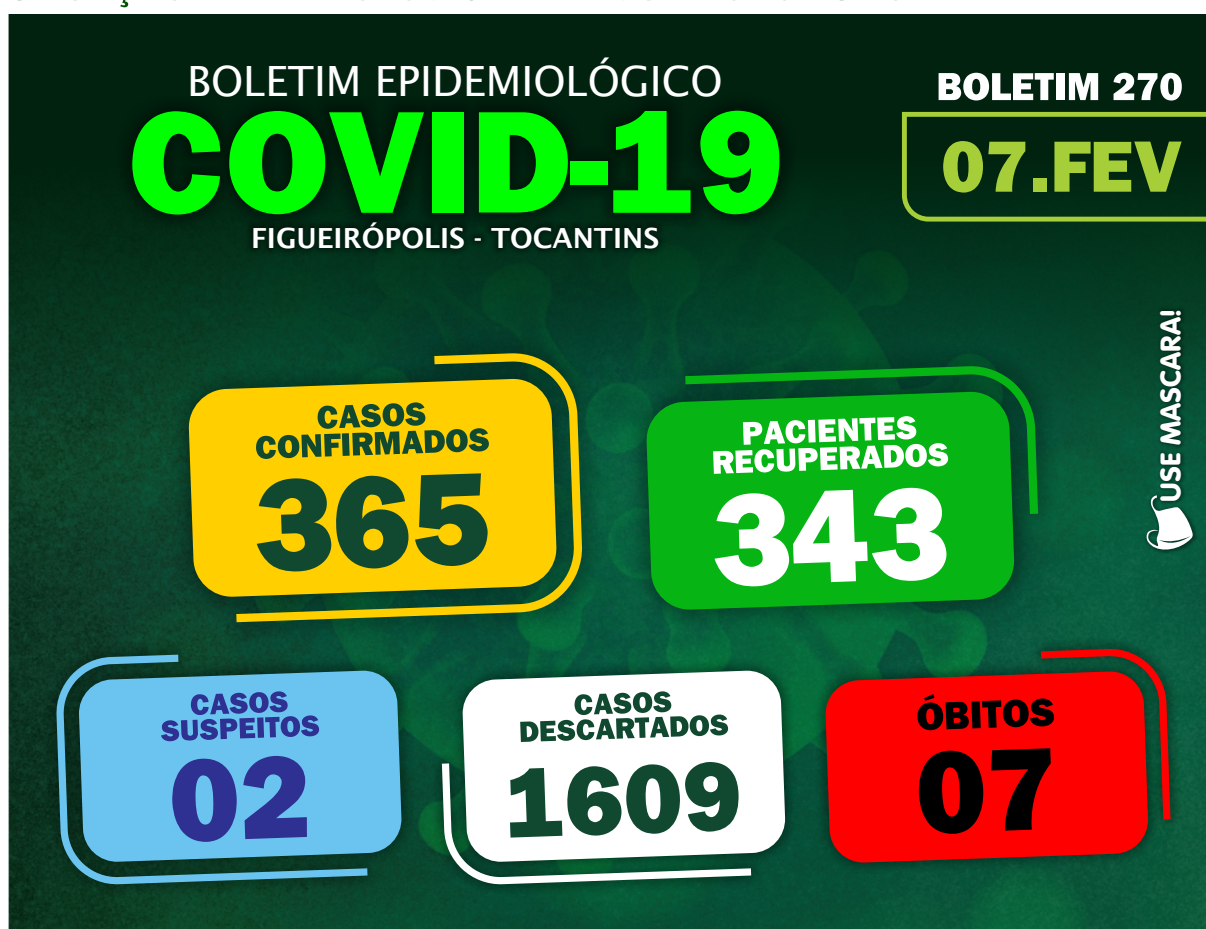 BOLETIM EPIDEMIOLÓGICO
COVID-19
FIGUEIRÓPOLIS - TOCANTINS
BOLETIM 270
07.FEV
USE MASCARA!
CASOS
CONFIRMADOS
365
PACIENTES
RECUPERADOS
343
CASOS
SUSPEITOS
02
CASOS
DESCARTADOS
1609
ÓBITOS
07